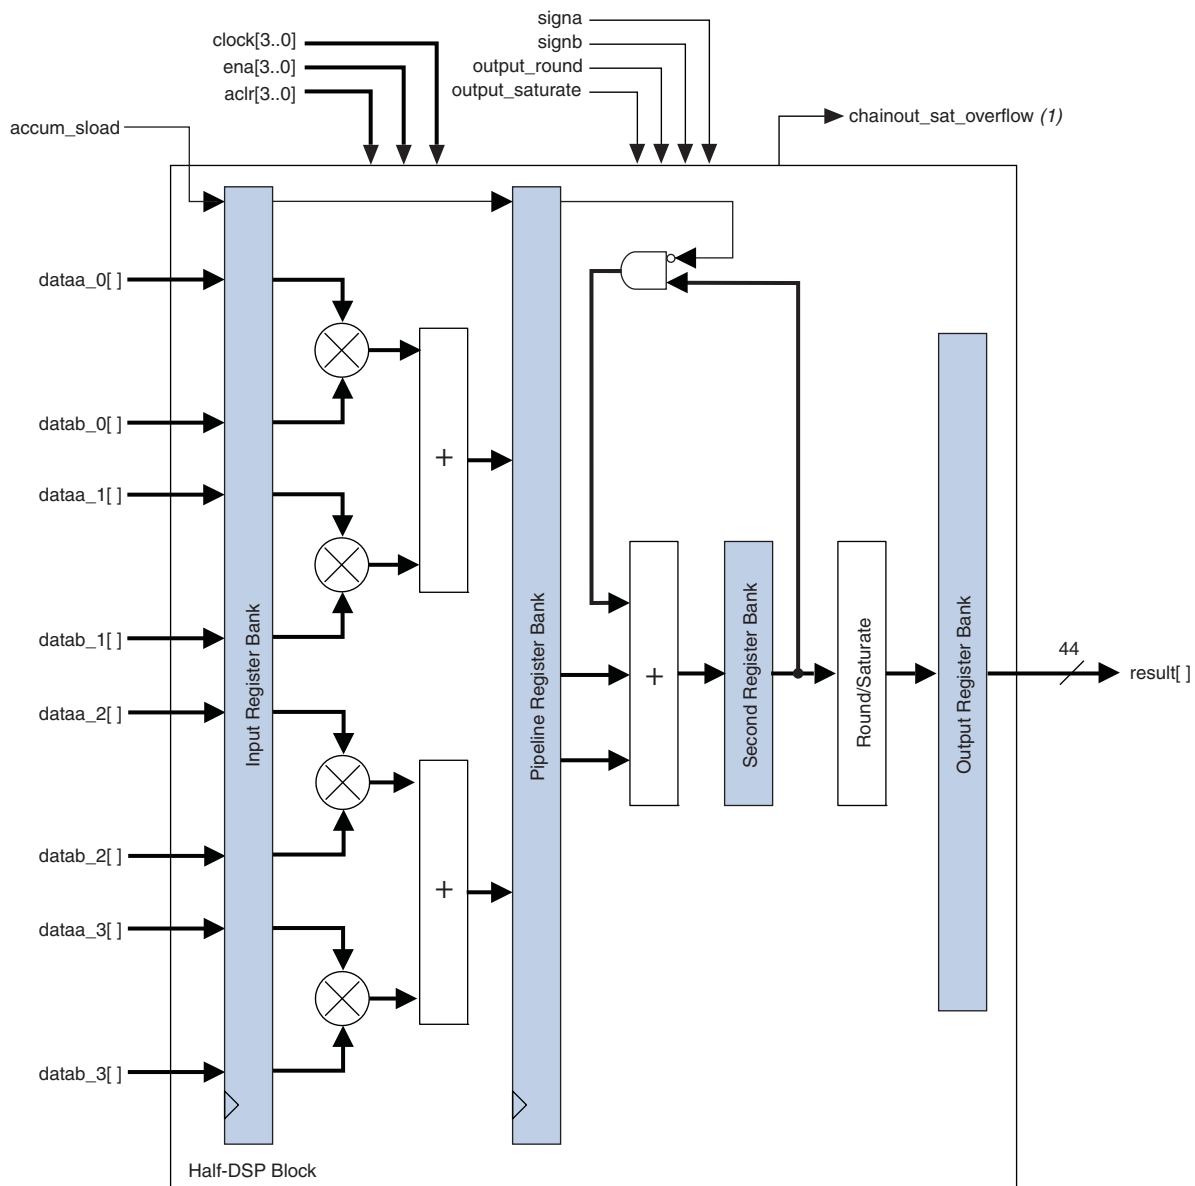 signa
signb
output_round
output_saturate
clock[3..0]
ena[3..0]
aclr[3..0]
accum_sload
chainout_sat_overflow (1)
dataa_0[ ]
datab_0[ ]
dataa_1[ ]
datab_1[ ]
dataa_2[ ]
datab_2[ ]
dataa_3[ ]
datab_3[ ]
Input Register Bank
+
+
Pipeline Register Bank
+
Second Register Bank
Round/Saturate
Output Register Bank
44
result[ ]
Half-DSP Block